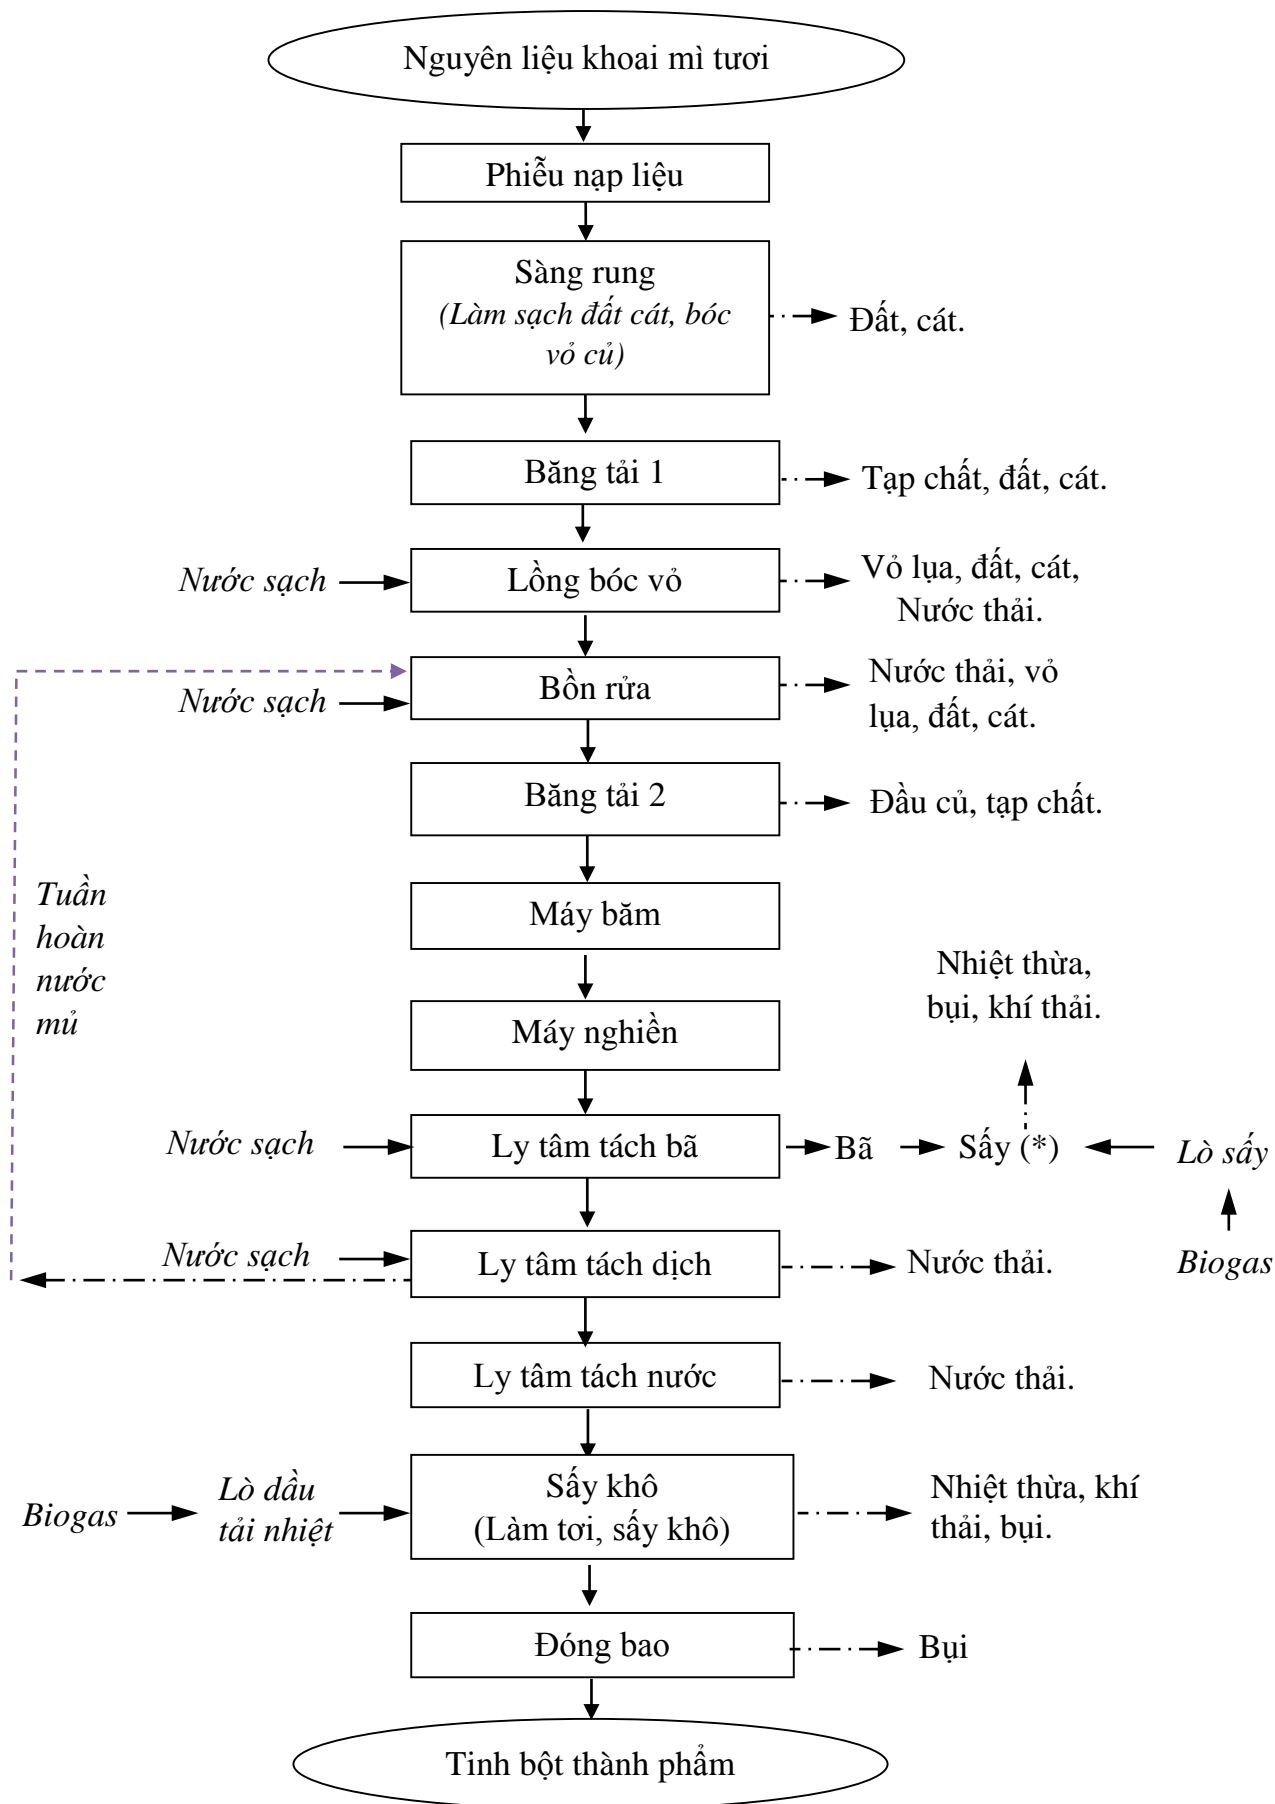 Nguyên liệu khoai mì tươi
Phiễu nạp liệu
Sàng rung
(Làm sạch đất cát, bóc
vỏ củ)
Đất, cát.
Băng tải 1
Tạp chất, đất, cát.
Nước sạch
Lồng bóc vỏ
Vỏ lụa, đất, cát,
Nước thải.
Nước sạch
Bồn rửa
Nước thải, vỏ
lụa, đất, cát.
Băng tải 2
Đầu củ, tạp chất.
Tuần
hoàn
nước
mủ
Máy băm
Nhiệt thừa,
bụi, khí thải.
Máy nghiền
Nước sạch
Ly tâm tách bã
Bã
Sấy (*)
Lò sấy
Biogas
Nước sạch
Ly tâm tách dịch
Nước thải.
Ly tâm tách nước
Nước thải.
Biogas
Lò dầu
tải nhiệt
Sấy khô
(Làm tơi, sấy khô)
Nhiệt thừa, khí
thải, bụi.
Đóng bao
Bụi
Tinh bột thành phẩm